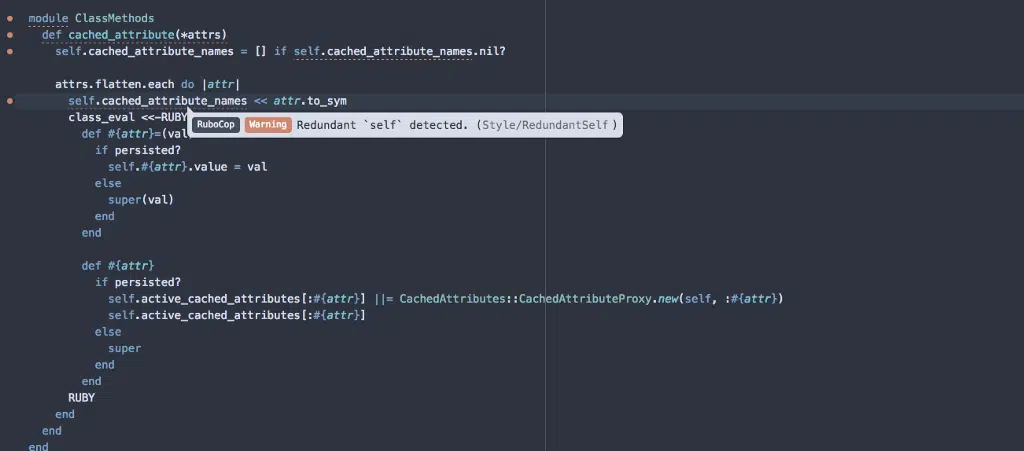 module ClassMethods
  def cached_attribute(*attrs)
    self.cached_attribute_names = [] if self.cached_attribute_names.nil?

    attrs.flatten.each do |attr|
      self.cached_attribute_names << attr.to_sym
      class_eval <<-RUBY
RuboCop Warning Redundant `self` detected. (Style/RedundantSelf)
        def #{attr}=(val
          if persisted?
            self.#{attr}.value = val
          else
            super(val)
          end
        end

        def #{attr}
          if persisted?
            self.active_cached_attributes[:#{attr}] ||= CachedAttributes::CachedAttributeProxy.new(self, :#{attr})
            self.active_cached_attributes[:#{attr}]
          else
            super
          end
        end
      RUBY
    end
  end
end